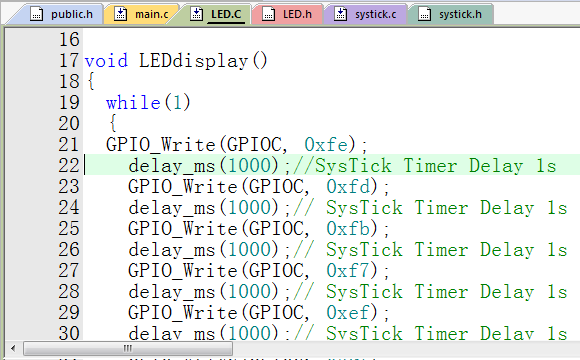 public.h main.c LED.C LED.h systick.c systick.h
16
17 void LEDdisplay()
18 {
19 while(1)
20 {
21 GPIO_Write(GPIOC, 0xfe);
22 delay_ms(1000);//SysTick Timer Delay 1s
23 GPIO_Write(GPIOC, 0xfd);
24 delay_ms(1000);// SysTick Timer Delay 1s
25 GPIO_Write(GPIOC, 0xfb);
26 delay_ms(1000);// SysTick Timer Delay 1s
27 GPIO_Write(GPIOC, 0xf7);
28 delay_ms(1000);// SysTick Timer Delay 1s
29 GPIO_Write(GPIOC, 0xef);
30 delay_ms(1000);// SysTick Timer Delay 1s